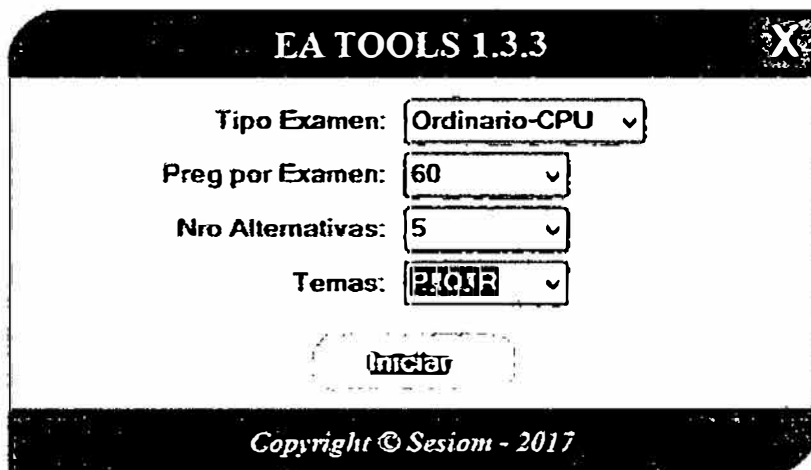 EA TOOLS 1.3.3 X
Tipo Examen: Ordinario-CPU
Preg por Examen: 60
Nro Alternativas: 5
Temas:
Iniciar
Copyright © Sesiom - 2017